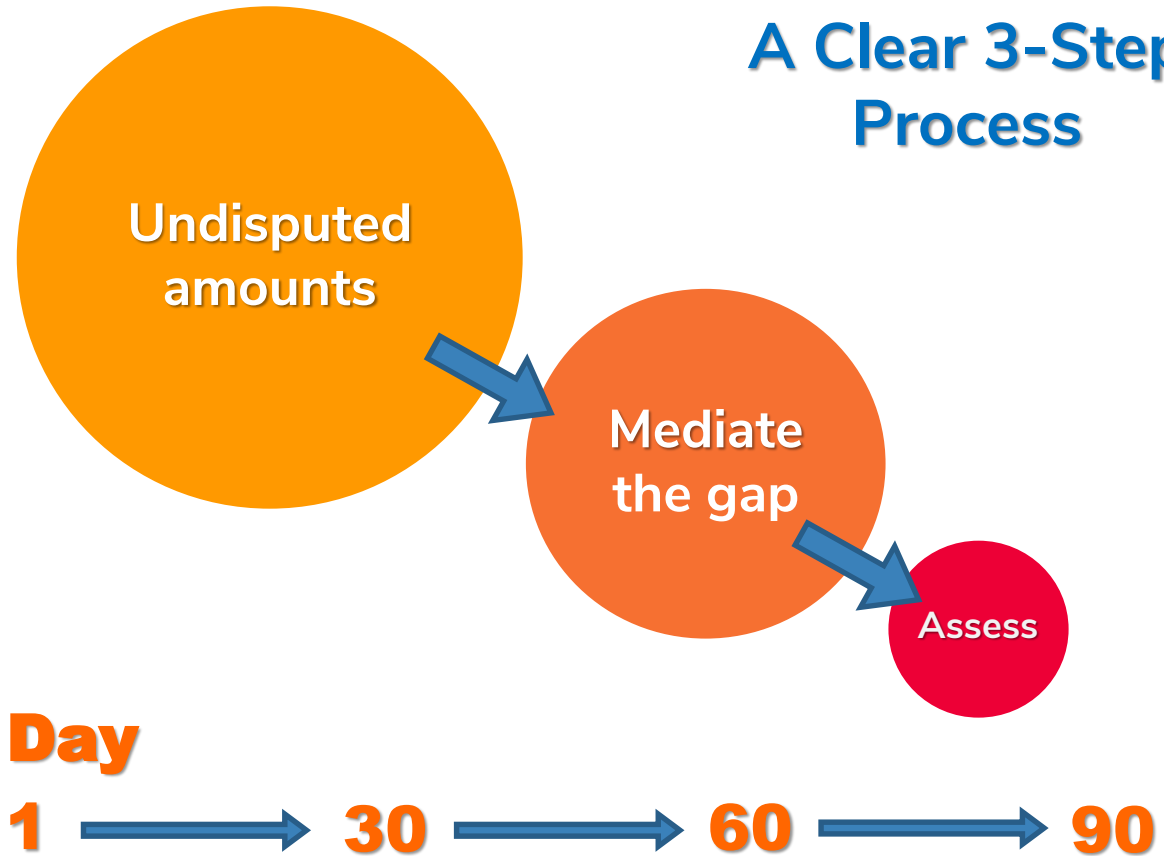 A Clear 3-Step
Process
Undisputed
amounts
Mediate
the gap
Assess
Day
1 30 60 90